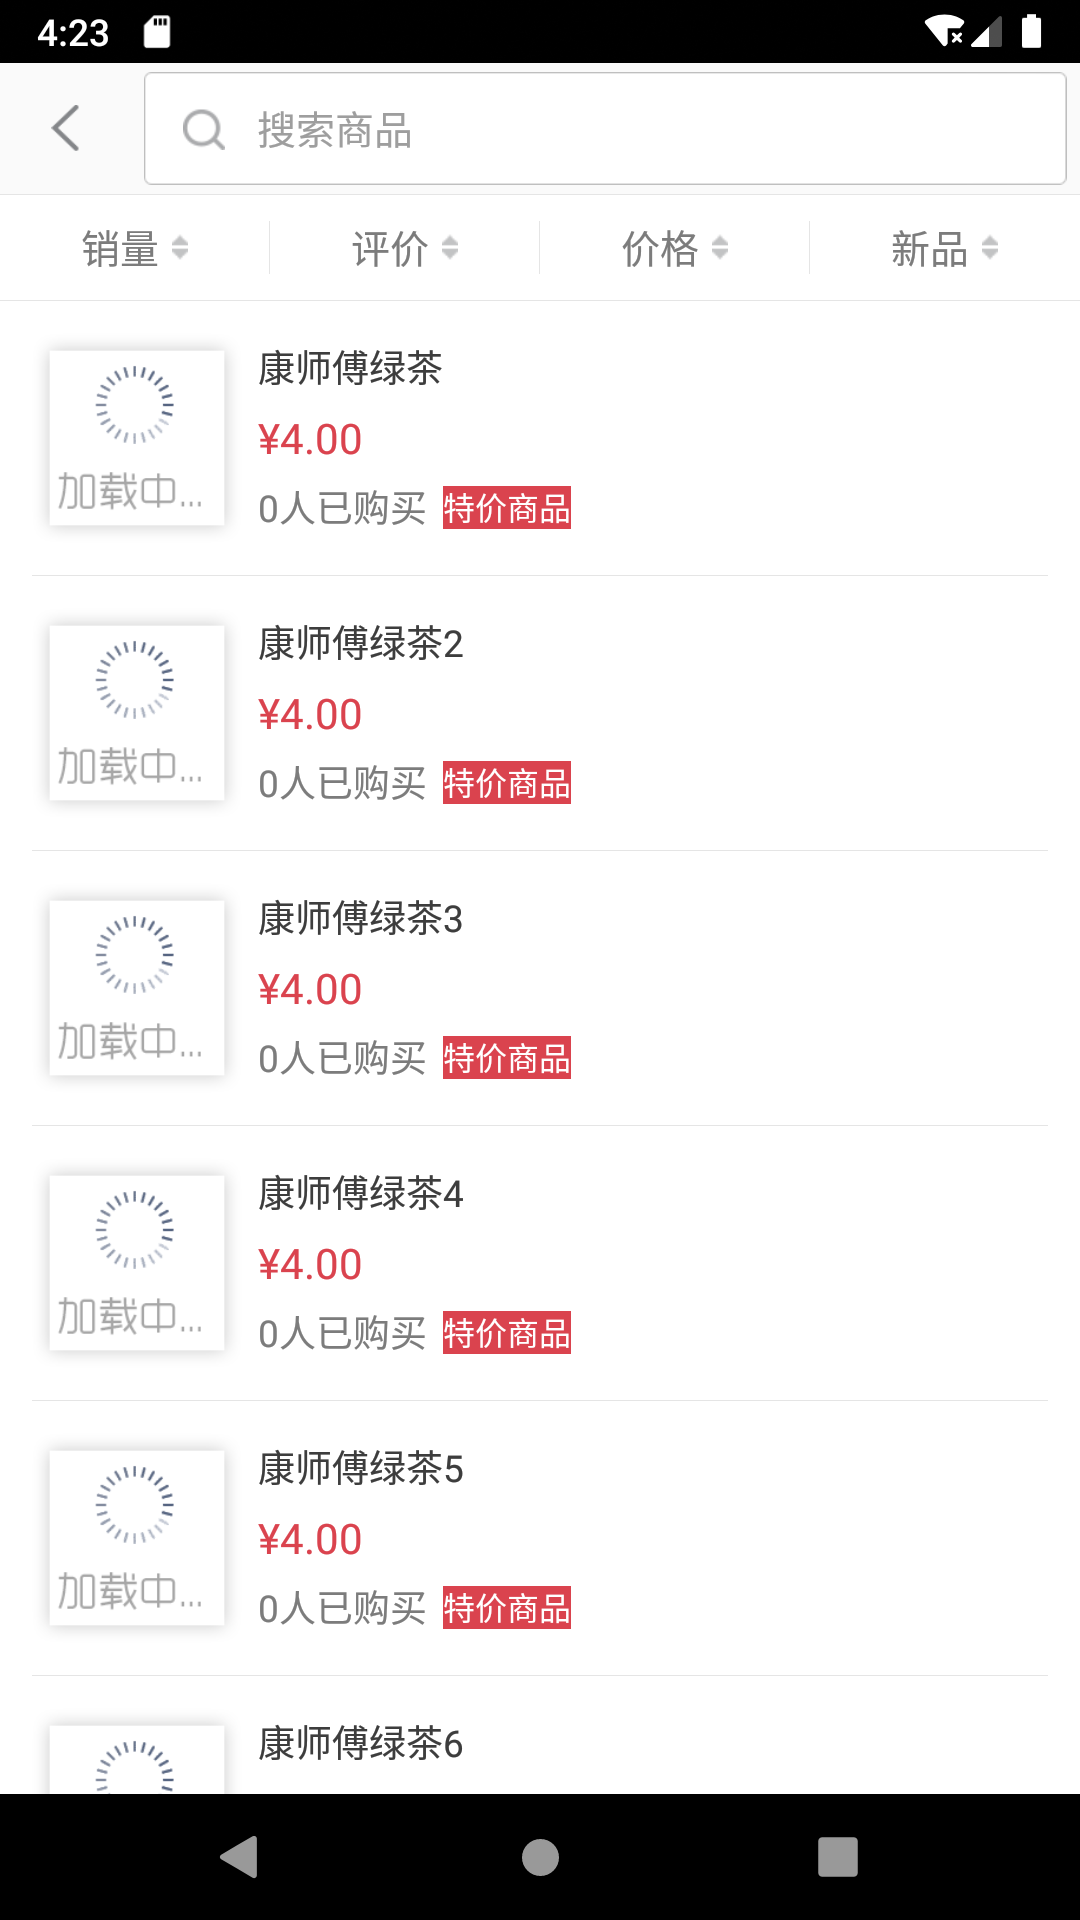 4:23
搜索商品
销量 评价 价格 新品
加载中...
康师傅绿茶
¥4.00
0人已购买 特价商品
加载中...
康师傅绿茶2
¥4.00
0人已购买 特价商品
加载中...
康师傅绿茶3
¥4.00
0人已购买 特价商品
加载中...
康师傅绿茶4
¥4.00
0人已购买 特价商品
加载中...
康师傅绿茶5
¥4.00
0人已购买 特价商品
康师傅绿茶6